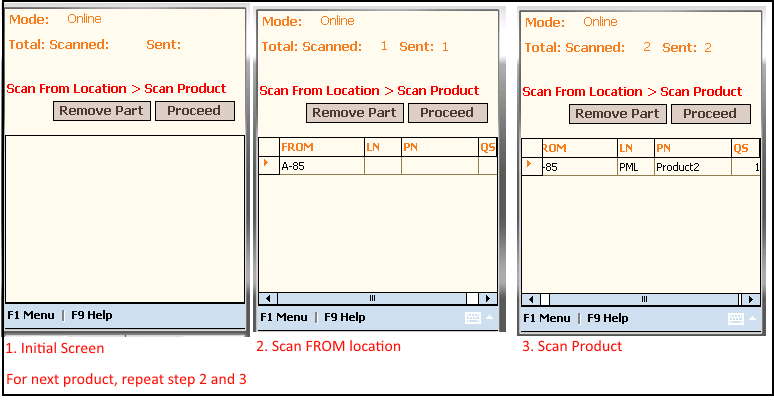 Mode: Online
Total: Scanned: Sent:
Scan From Location > Scan Product
Remove Part Proceed
F1 Menu | F9 Help
1. Initial Screen
For next product, repeat step 2 and 3
Mode: Online
Total: Scanned: 1 Sent: 1
Scan From Location > Scan Product
Remove Part Proceed
FROM LN PN QS
A-85
F1 Menu | F9 Help
2. Scan FROM location
Mode: Online
Total: Scanned: 2 Sent: 2
Scan From Location > Scan Product
Remove Part Proceed
ROM LN PN QS
-85 PML Product2 1
F1 Menu | F9 Help
3. Scan Product